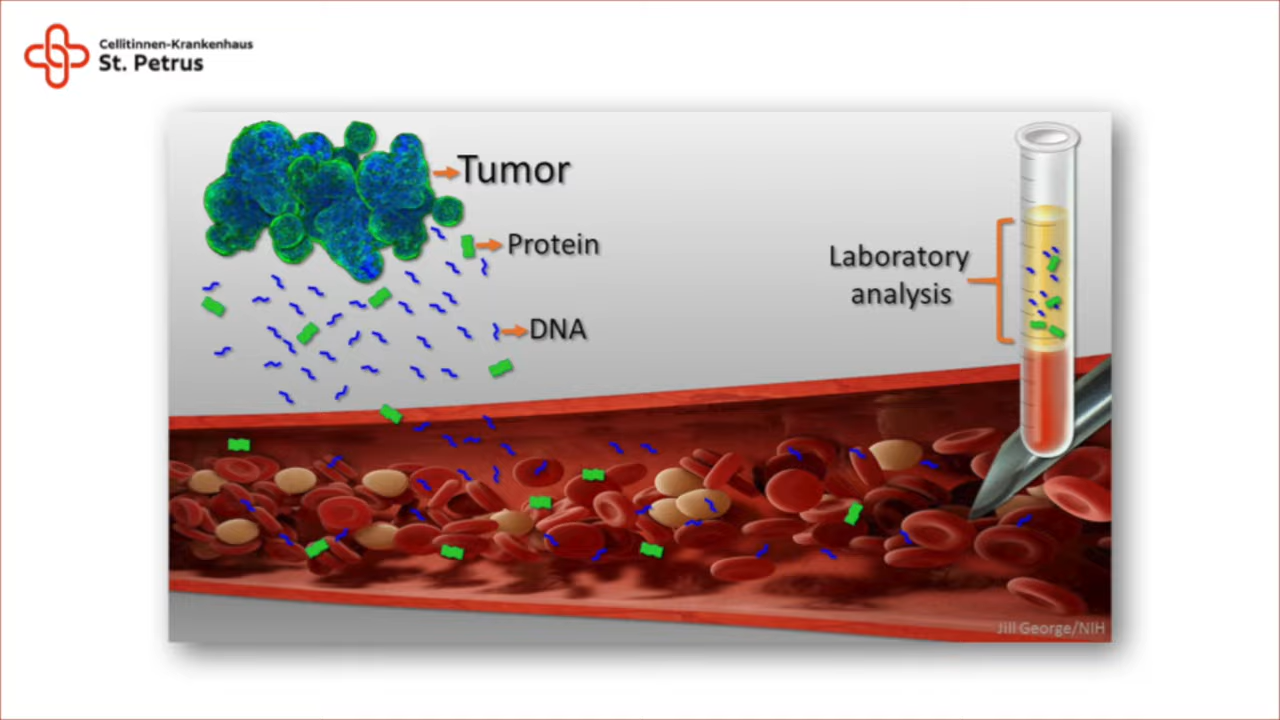 Cellitinnen-Krankenhaus
St. Petrus
Tumor
Protein
DNA
Laboratory
analysis
Jill George/NIH